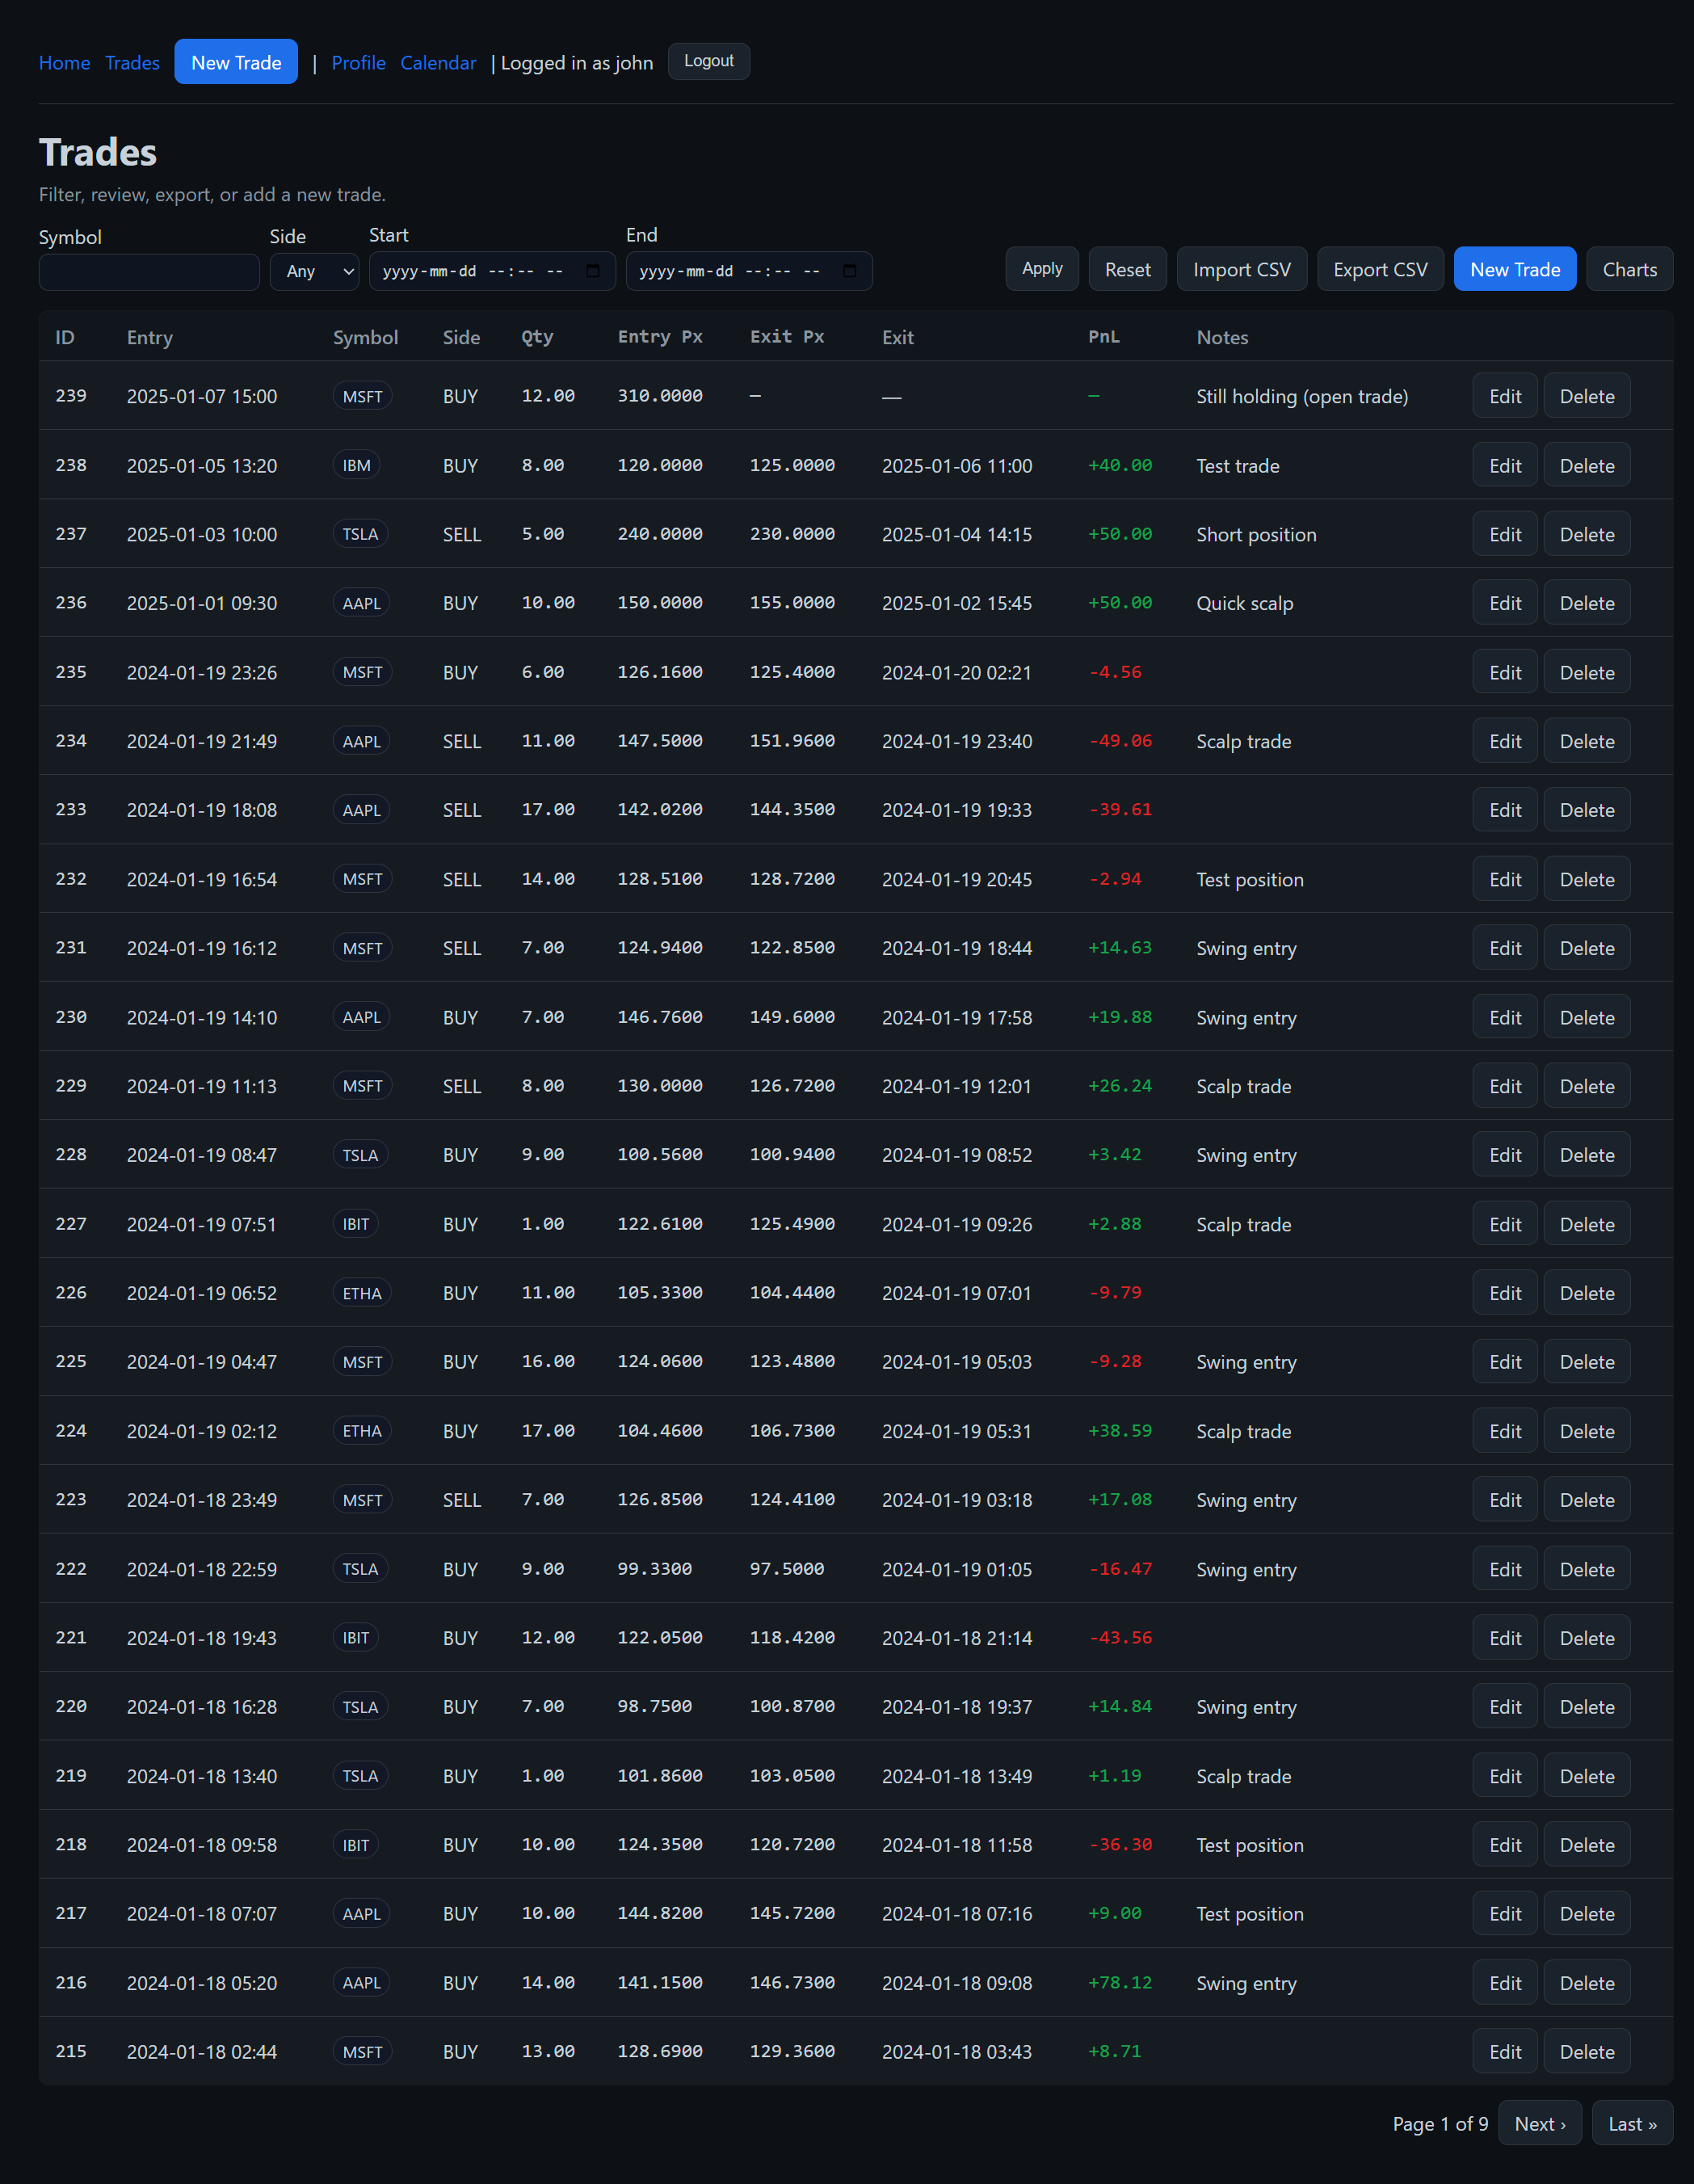 Home Trades New Trade | Profile Calendar | Logged in as john Logout
Trades
Filter, review, export, or add a new trade.
Symbol Side Start End
Any yyyy-mm-dd --:-- -- yyyy-mm-dd --:-- -- Apply Reset Import CSV Export CSV New Trade Charts
ID Entry Symbol Side Qty Entry Px Exit Px Exit PnL Notes
239 2025-01-07 15:00 MSFT BUY 12.00 310.0000 — — — Still holding (open trade) Edit Delete
238 2025-01-05 13:20 IBM BUY 8.00 120.0000 125.0000 2025-01-06 11:00 +40.00 Test trade Edit Delete
237 2025-01-03 10:00 TSLA SELL 5.00 240.0000 230.0000 2025-01-04 14:15 +50.00 Short position Edit Delete
236 2025-01-01 09:30 AAPL BUY 10.00 150.0000 155.0000 2025-01-02 15:45 +50.00 Quick scalp Edit Delete
235 2024-01-19 23:26 MSFT BUY 6.00 126.1600 125.4000 2024-01-20 02:21 -4.56 Edit Delete
234 2024-01-19 21:49 AAPL SELL 11.00 147.5000 151.9600 2024-01-19 23:40 -49.06 Scalp trade Edit Delete
233 2024-01-19 18:08 AAPL SELL 17.00 142.0200 144.3500 2024-01-19 19:33 -39.61 Edit Delete
232 2024-01-19 16:54 MSFT SELL 14.00 128.5100 128.7200 2024-01-19 20:45 -2.94 Test position Edit Delete
231 2024-01-19 16:12 MSFT SELL 7.00 124.9400 122.8500 2024-01-19 18:44 +14.63 Swing entry Edit Delete
230 2024-01-19 14:10 AAPL BUY 7.00 146.7600 149.6000 2024-01-19 17:58 +19.88 Swing entry Edit Delete
229 2024-01-19 11:13 MSFT SELL 8.00 130.0000 126.7200 2024-01-19 12:01 +26.24 Scalp trade Edit Delete
228 2024-01-19 08:47 TSLA BUY 9.00 100.5600 100.9400 2024-01-19 08:52 +3.42 Swing entry Edit Delete
227 2024-01-19 07:51 IBIT BUY 1.00 122.6100 125.4900 2024-01-19 09:26 +2.88 Scalp trade Edit Delete
226 2024-01-19 06:52 ETHA BUY 11.00 105.3300 104.4400 2024-01-19 07:01 -9.79 Edit Delete
225 2024-01-19 04:47 MSFT BUY 16.00 124.0600 123.4800 2024-01-19 05:03 -9.28 Swing entry Edit Delete
224 2024-01-19 02:12 ETHA BUY 17.00 104.4600 106.7300 2024-01-19 05:31 +38.59 Scalp trade Edit Delete
223 2024-01-18 23:49 MSFT SELL 7.00 126.8500 124.4100 2024-01-19 03:18 +17.08 Swing entry Edit Delete
222 2024-01-18 22:59 TSLA BUY 9.00 99.3300 97.5000 2024-01-19 01:05 -16.47 Swing entry Edit Delete
221 2024-01-18 19:43 IBIT BUY 12.00 122.0500 118.4200 2024-01-18 21:14 -43.56 Edit Delete
220 2024-01-18 16:28 TSLA BUY 7.00 98.7500 100.8700 2024-01-18 19:37 +14.84 Swing entry Edit Delete
219 2024-01-18 13:40 TSLA BUY 1.00 101.8600 103.0500 2024-01-18 13:49 +1.19 Scalp trade Edit Delete
218 2024-01-18 09:58 IBIT BUY 10.00 124.3500 120.7200 2024-01-18 11:58 -36.30 Test position Edit Delete
217 2024-01-18 07:07 AAPL BUY 10.00 144.8200 145.7200 2024-01-18 07:16 +9.00 Test position Edit Delete
216 2024-01-18 05:20 AAPL BUY 14.00 141.1500 146.7300 2024-01-18 09:08 +78.12 Swing entry Edit Delete
215 2024-01-18 02:44 MSFT BUY 13.00 128.6900 129.3600 2024-01-18 03:43 +8.71 Edit Delete
Page 1 of 9 Next › Last »